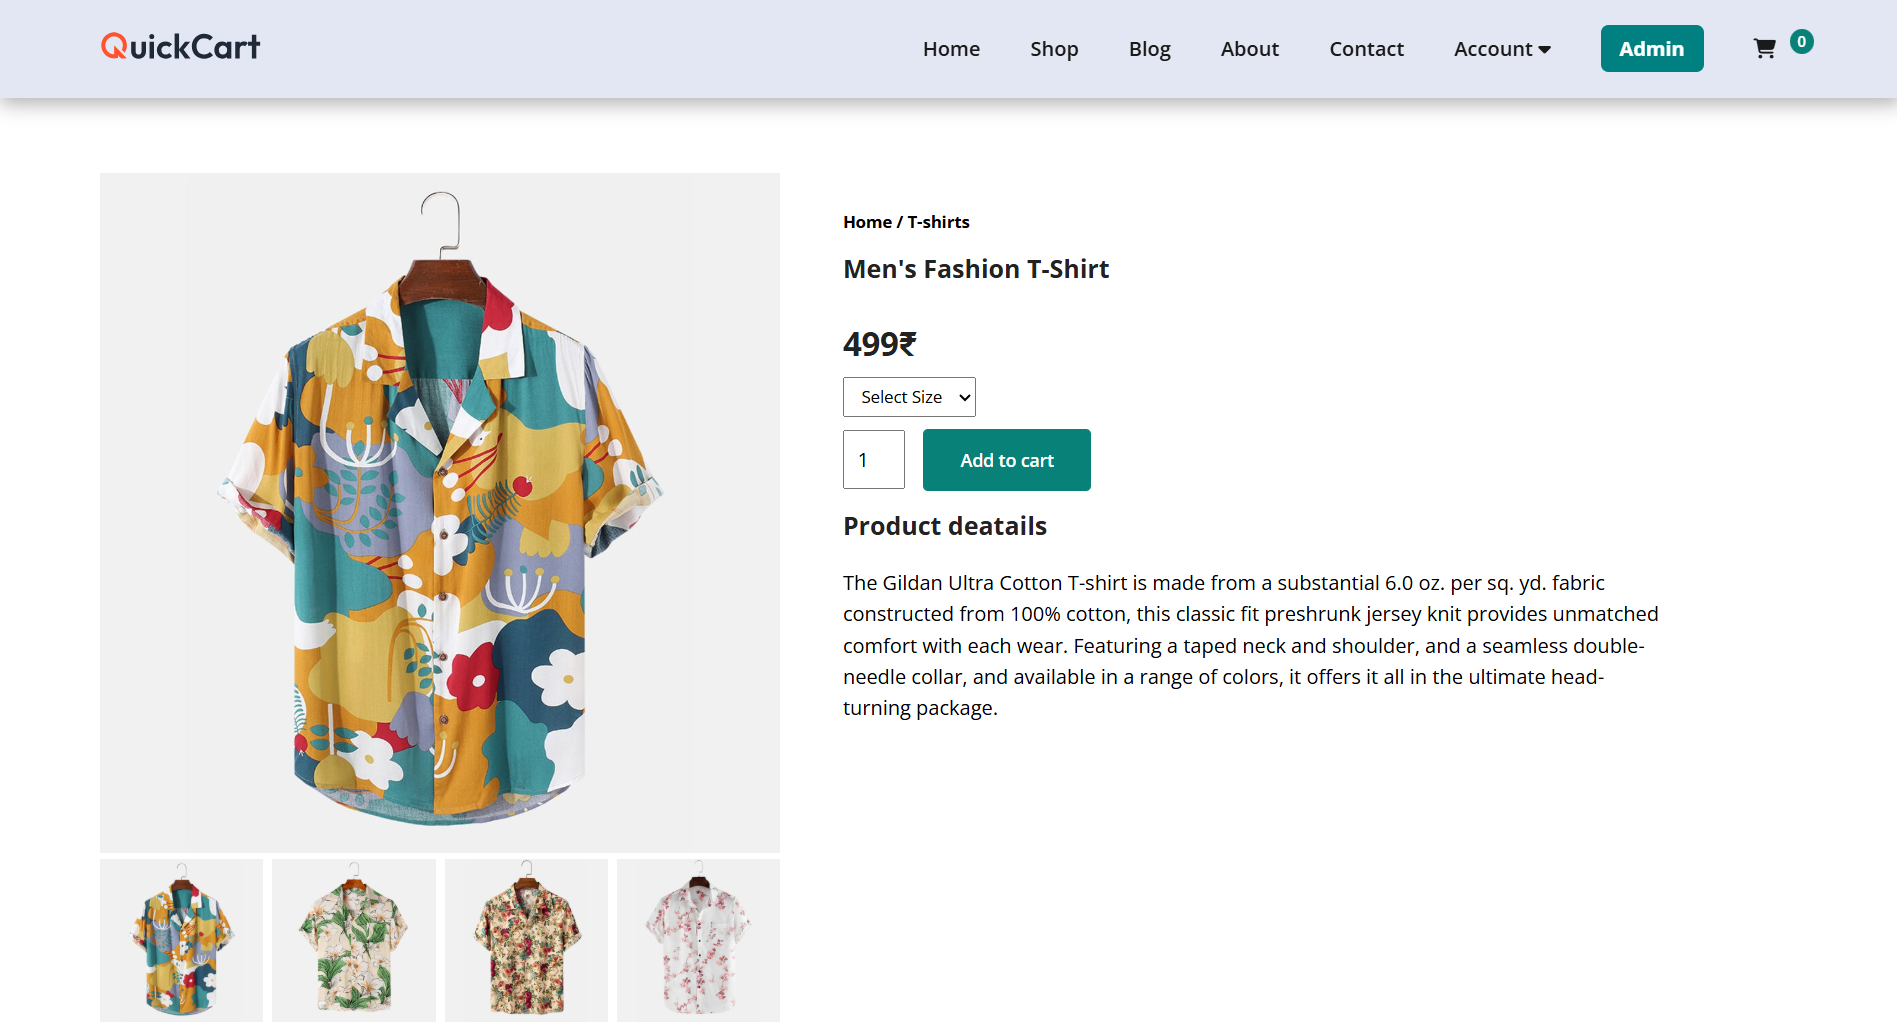 QuickCart
Home Shop Blog About Contact Account Admin 0
Home / T-shirts
Men's Fashion T-Shirt
499₹
Select Size
1 Add to cart
Product deatails
The Gildan Ultra Cotton T-shirt is made from a substantial 6.0 oz. per sq. yd. fabric
constructed from 100% cotton, this classic fit preshrunk jersey knit provides unmatched
comfort with each wear. Featuring a taped neck and shoulder, and a seamless double-
needle collar, and available in a range of colors, it offers it all in the ultimate head-
turning package.